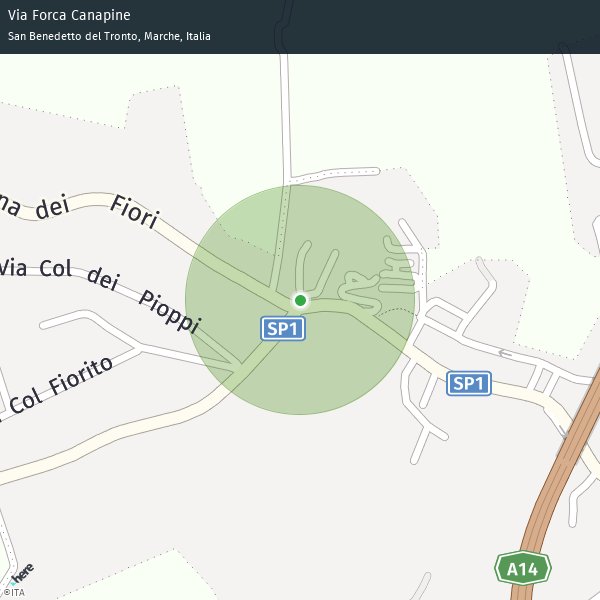 Via Forca Canapine
San Benedetto del Tronto, Marche, Italia
na dei Fiori
Via Col dei Pioppi
Col Fiorito
SP1
SP1
A14
here
©ITA